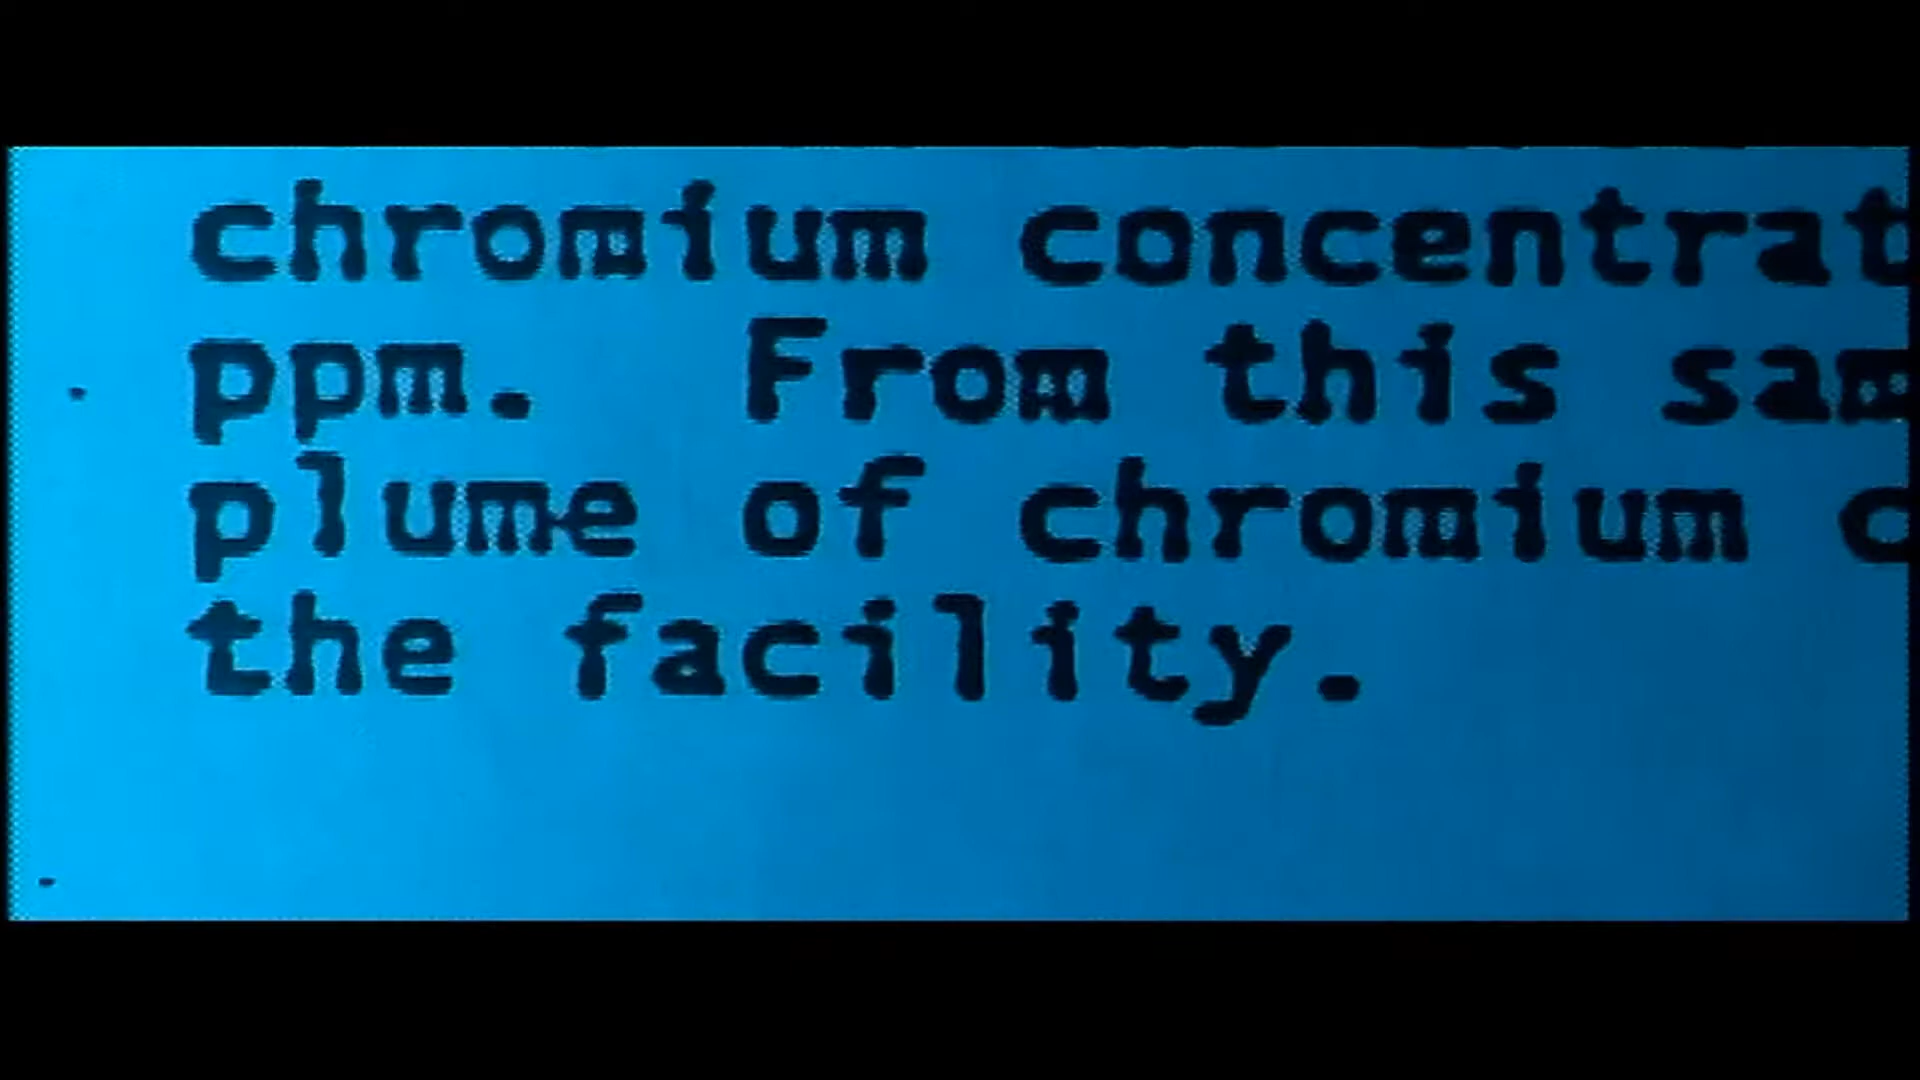 chromium concentrat
ppm. From this sam
plume of chromium c
the facility.